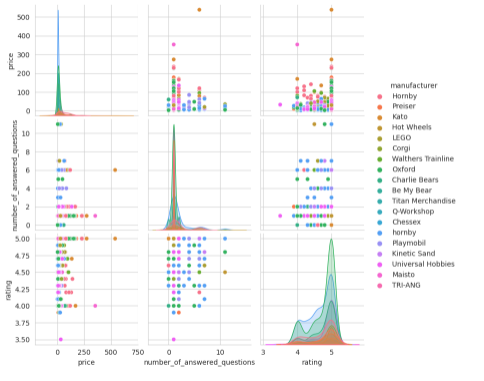 manufacturer
Hornby
Preiser
Kato
Hot Wheels
LEGO
Corgi
Walthers Trainline
Oxford
Charlie Bears
Be My Bear
Titan Merchandise
Q-Workshop
Chessex
hornby
Playmobil
Kinetic Sand
Universal Hobbies
Maisto
TRI-ANG
price
500
400
300
200
100
0
number_of_answered_questions
10
8
6
4
2
0
rating
5.00
4.75
4.50
4.25
4.00
3.75
3.50
0 250 500 750
0 10
3 4 5
price number_of_answered_questions rating